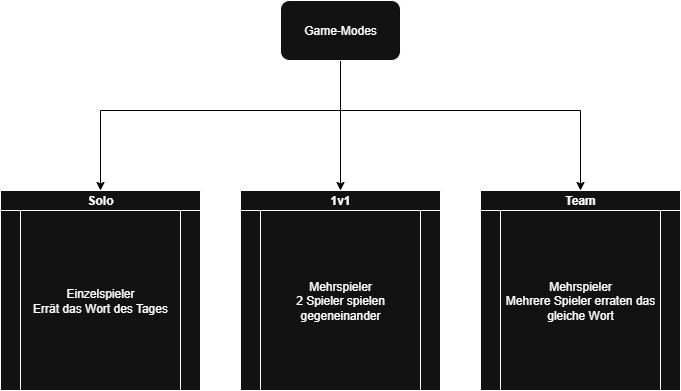 Game-Modes
Solo
Einzelspieler
Errät das Wort des Tages
1v1
Mehrspieler
2 Spieler spielen
gegeneinander
Team
Mehrspieler
Mehrere Spieler erraten das
gleiche Wort